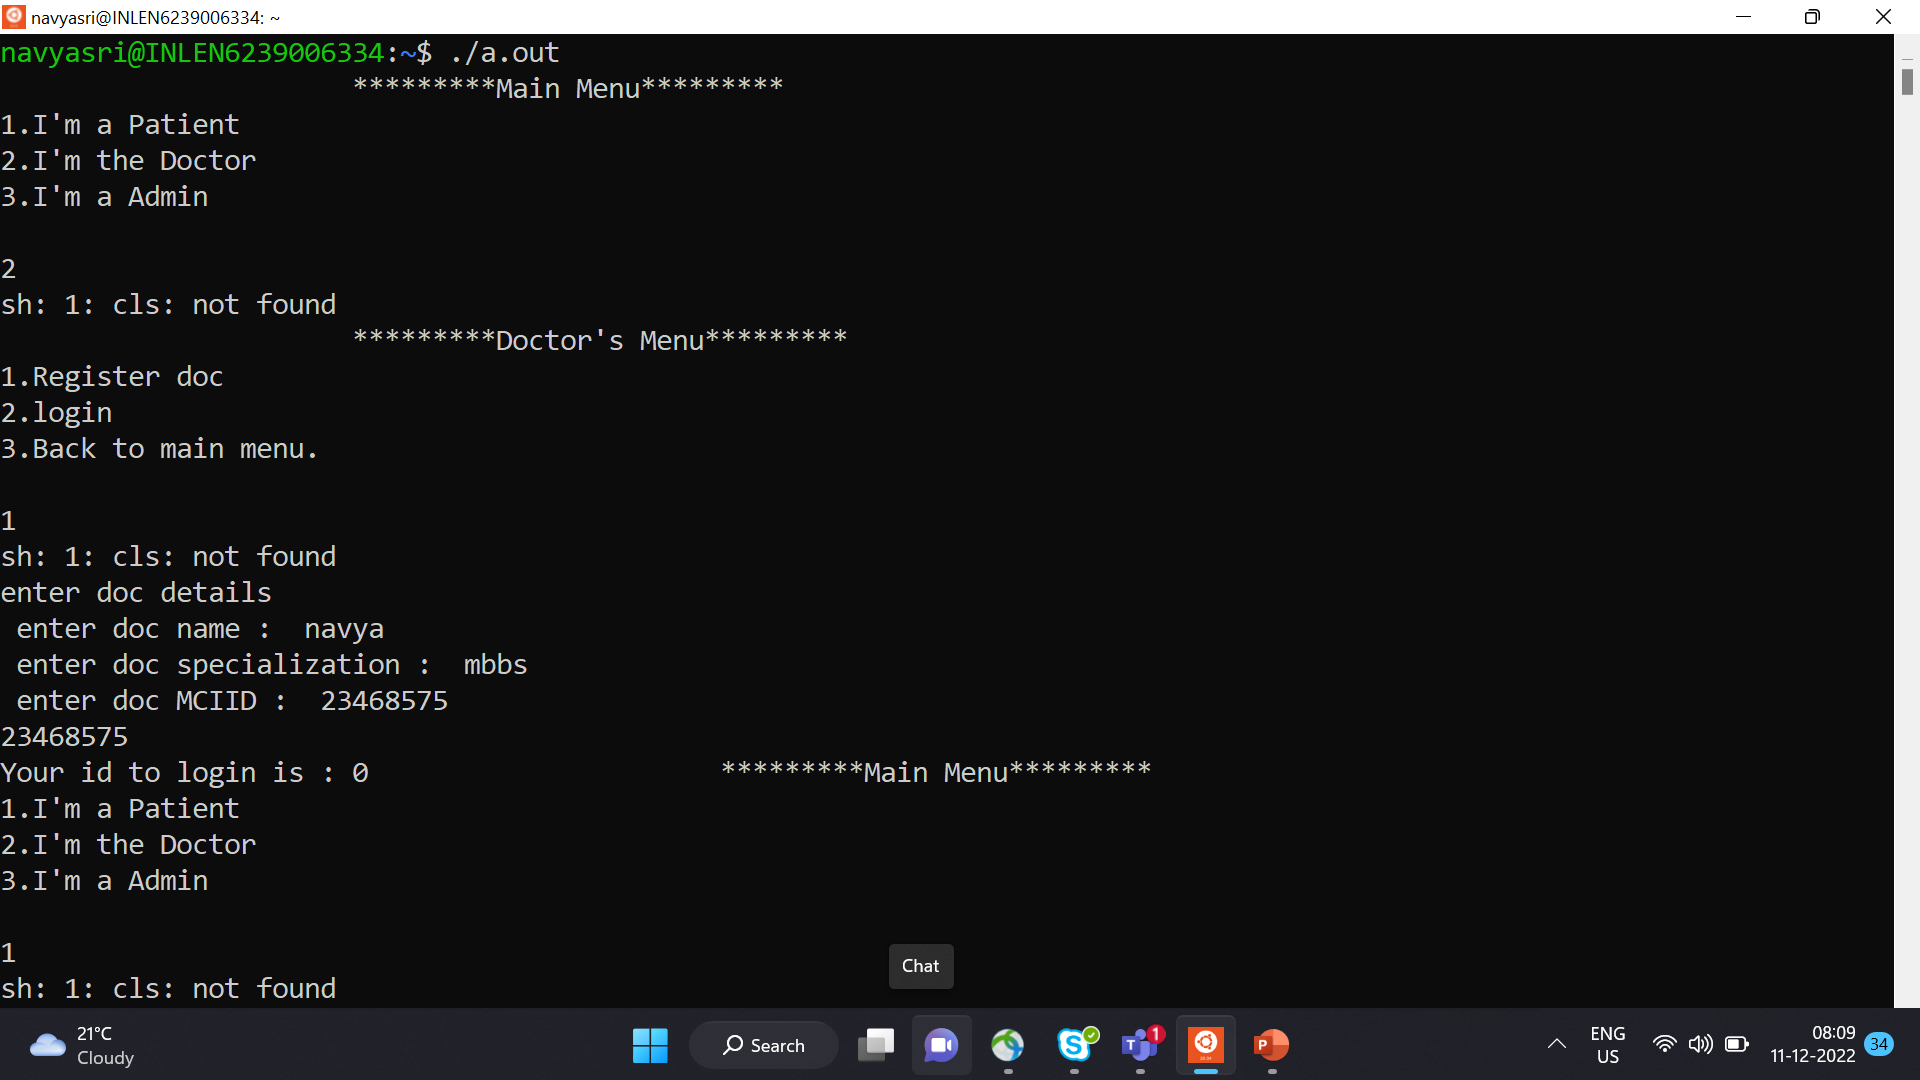 navyasri@INLEN6239006334: ~
navyasri@INLEN6239006334:~$ ./a.out
*********Main Menu*********
1.I'm a Patient
2.I'm the Doctor
3.I'm a Admin
2
sh: 1: cls: not found
*********Doctor's Menu*********
1.Register doc
2.login
3.Back to main menu.
1
sh: 1: cls: not found
enter doc details
enter doc name :  navya
enter doc specialization :  mbbs
enter doc MCIID :  23468575
23468575
Your id to login is : 0 *********Main Menu*********
1.I'm a Patient
2.I'm the Doctor
3.I'm a Admin
1
sh: 1: cls: not found
Chat
21°C
Cloudy
Search
1
ENG
US
08:09
11-12-2022
34